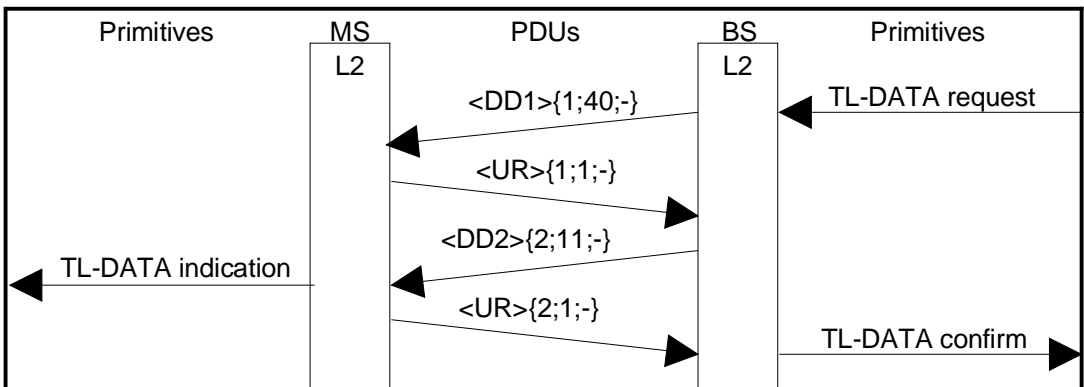 Primitives MS PDUs BS Primitives
L2 L2
<DD1>{1;40;-} TL-DATA request
<UR>{1;1;-}
<DD2>{2;11;-}
TL-DATA indication
<UR>{2;1;-}
TL-DATA confirm